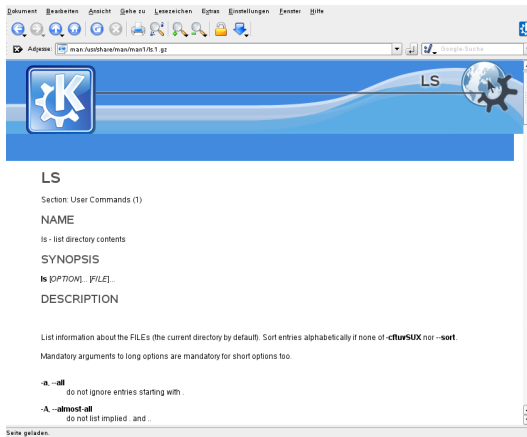 Dokument Bearbeiten Ansicht Gehe zu Lesezeichen Extras Einstellungen Fenster Hilfe
Adresse: man:/usr/share/man/man1/ls.1.gz Google-Suche
LS
LS
Section: User Commands (1)
NAME
ls - list directory contents
SYNOPSIS
ls [OPTION]... [FILE]...
DESCRIPTION
List information about the FILEs (the current directory by default). Sort entries alphabetically if none of -cftuvSUX nor --sort.
Mandatory arguments to long options are mandatory for short options too.
-a, --all
do not ignore entries starting with .
-A, --almost-all
do not list implied . and ..
Seite geladen.